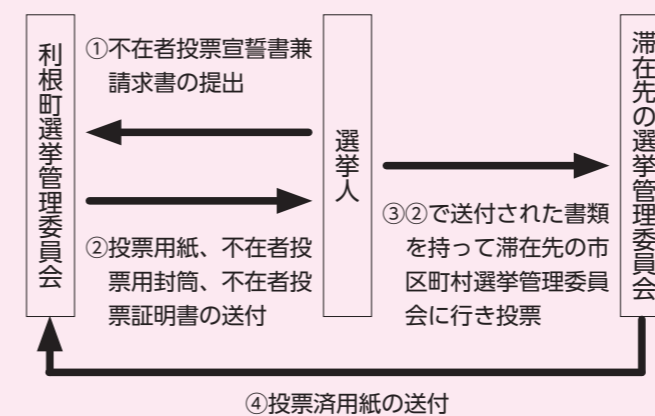 利根町選挙管理委員会
①不在者投票宣誓書兼
請求書の提出
②投票用紙、不在者投
票用封筒、不在者投
票証明書の送付
選挙人
③②で送付された書類
を持って滞在先の市
区町村選挙管理委員
会に行き投票
滞在先の選挙管理委員会
④投票済用紙の送付